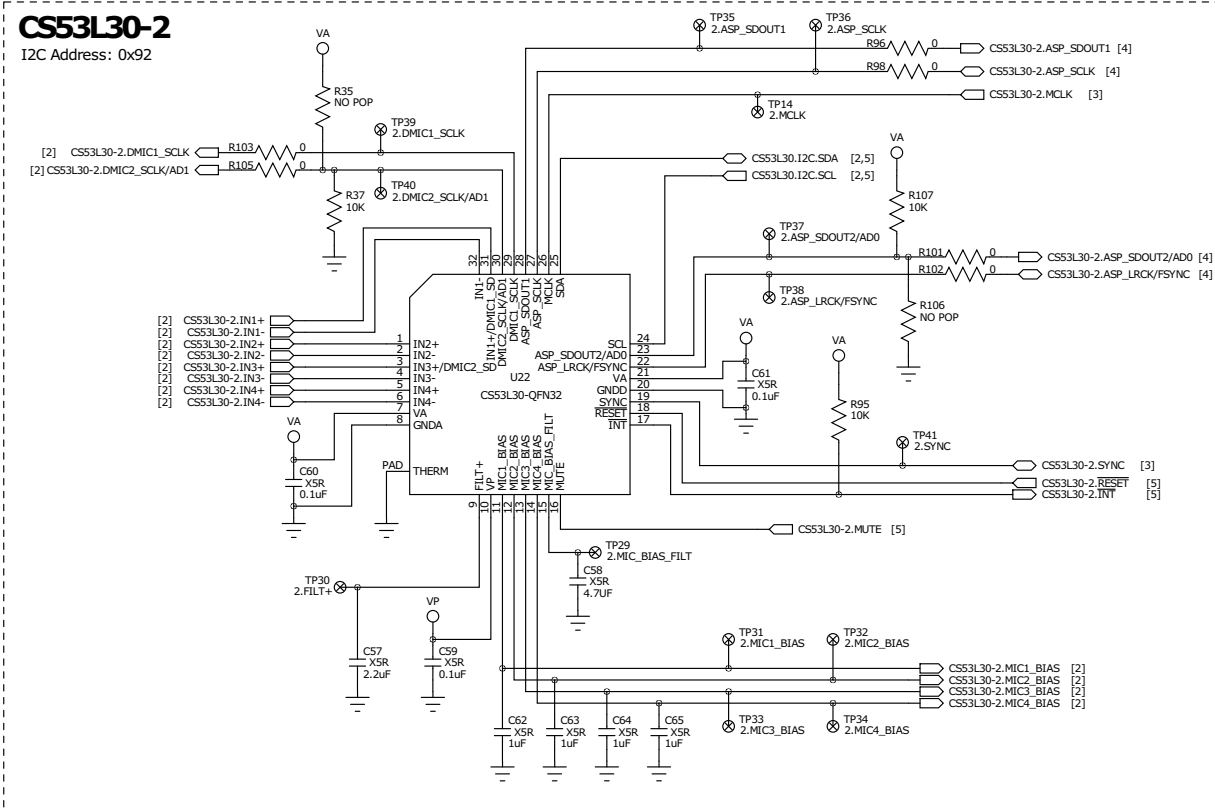 CS53L30-2
I2C Address: 0x92
VA
R35
NO POP
TP39
2.DMIC1_SCLK
[2] CS53L30-2.DMIC1_SCLK R103 0
[2] CS53L30-2.DMIC2_SCLK/AD1 R105 0
TP40
2.DMIC2_SCLK/AD1
R37
10K
TP35
2.ASP_SDOUT1
TP36
2.ASP_SCLK
R96 0 CS53L30-2.ASP_SDOUT1 [4]
R98 0 CS53L30-2.ASP_SCLK [4]
CS53L30-2.MCLK [3]
TP14
2.MCLK
CS53L30.I2C.SDA [2,5]
CS53L30.I2C.SCL [2,5]
VA
R107
10K
TP37
2.ASP_SDOUT2/AD0
R101 0 CS53L30-2.ASP_SDOUT2/AD0 [4]
R102 0 CS53L30-2.ASP_LRCK/FSYNC [4]
TP38
2.ASP_LRCK/FSYNC
R106
NO POP
32 IN1-
31 IN1+/DMIC1_SD
30 DMIC2_SCLK/AD1
29 DMIC1_SCLK
28 ASP_SDOUT1
27 ASP_SCLK
26 MCLK
25 SDA
[2] CS53L30-2.IN1+
[2] CS53L30-2.IN1-
[2] CS53L30-2.IN2+
[2] CS53L30-2.IN2-
[2] CS53L30-2.IN3+
[2] CS53L30-2.IN3-
[2] CS53L30-2.IN4+
[2] CS53L30-2.IN4-
1 IN2+
2 IN2-
3 IN3+/DMIC2_SD
4 IN3-
5 IN4+
6 IN4-
7 VA
8 GNDA
PAD THERM
U22
CS53L30-QFN32
SCL 24
ASP_SDOUT2/AD0 23
ASP_LRCK/FSYNC 22
VA 21
GNDD 20
SYNC 19
RESET 18
INT 17
VA
C61
X5R
0.1uF
VA
R95
10K
TP41
2.SYNC
CS53L30-2.SYNC [3]
CS53L30-2.RESET [5]
CS53L30-2.INT [5]
VA
C60
X5R
0.1uF
9 FILT+
10 VP
11 MIC1_BIAS
12 MIC2_BIAS
13 MIC3_BIAS
14 MIC4_BIAS
15 MIC_BIAS_FILT
16 MUTE
CS53L30-2.MUTE [5]
TP29
2.MIC_BIAS_FILT
C58
X5R
4.7UF
TP30
2.FILT+
VP
C57
X5R
2.2uF
C59
X5R
0.1uF
TP31
2.MIC1_BIAS
TP32
2.MIC2_BIAS
CS53L30-2.MIC1_BIAS [2]
CS53L30-2.MIC2_BIAS [2]
CS53L30-2.MIC3_BIAS [2]
CS53L30-2.MIC4_BIAS [2]
TP33
2.MIC3_BIAS
TP34
2.MIC4_BIAS
C62
X5R
1uF
C63
X5R
1uF
C64
X5R
1uF
C65
X5R
1uF